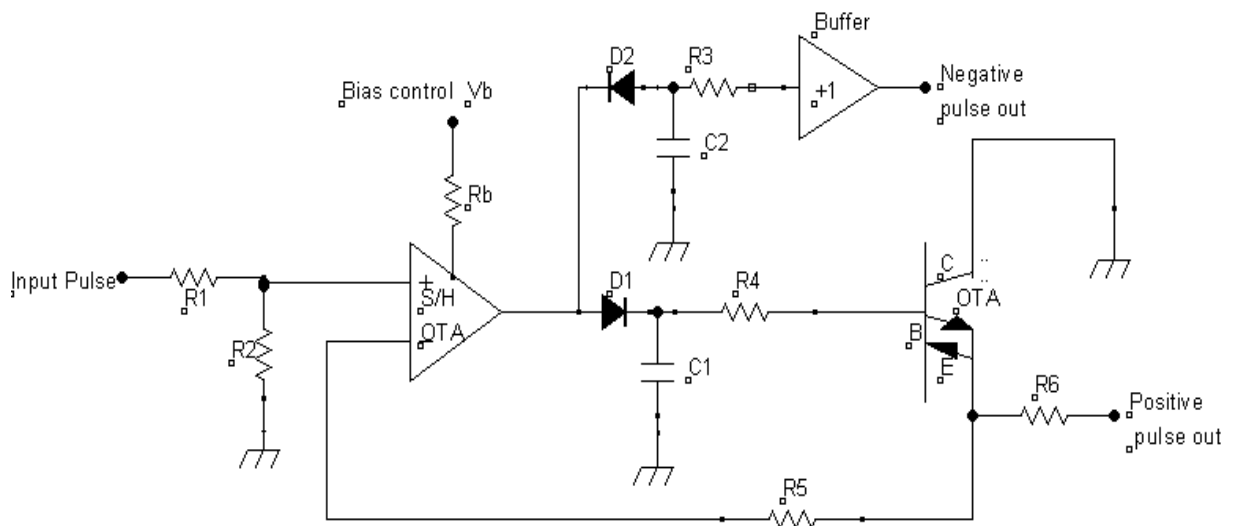 Buffer
D2
R3
Negative
pulse out
Bias control Vb
+1
C2
Rb
Input Pulse
R1
+
S/H
OTA
-
D1
R4
C
OTA
B
E
R2
C1
R6
Positive
pulse out
R5